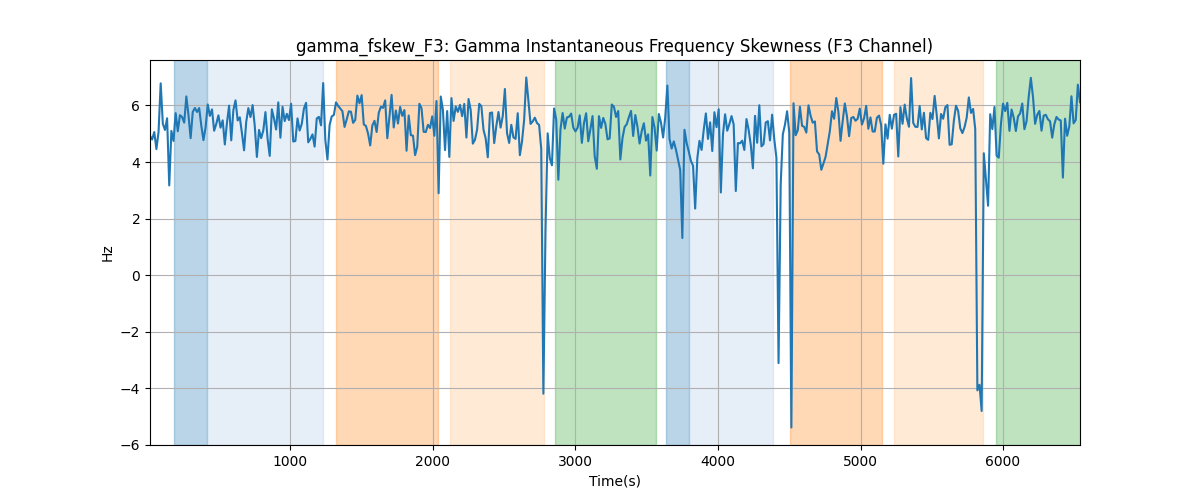 gamma_fskew_F3: Gamma Instantaneous Frequency Skewness (F3 Channel)
6
4
2
0
−2
−4
−6
Hz
1000 2000 3000 4000 5000 6000
Time(s)